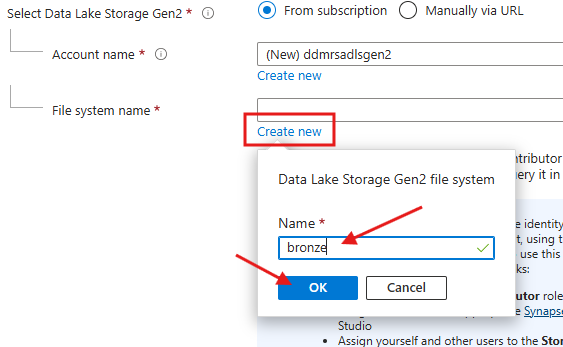 Select Data Lake Storage Gen2 *
From subscription
Manually via URL
Account name *
(New) ddmrsadlsgen2
Create new
File system name *
Create new
ntributor
Data Lake Storage Gen2 file system
ery it in
Name *
e identity
bronze
t, using t
use this
ks:
OK
Cancel
utor role
e Synapse
Studio
Assign yourself and other users to the Stor